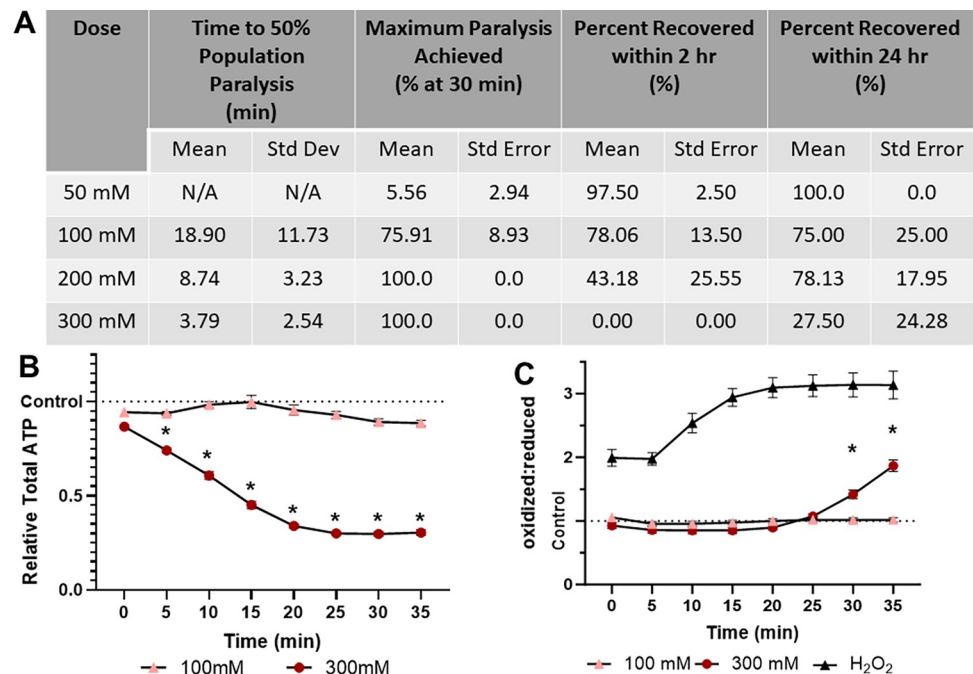 A
Dose Time to 50% Population Paralysis (min) Maximum Paralysis Achieved (% at 30 min) Percent Recovered within 2 hr (%) Percent Recovered within 24 hr (%)
Mean Std Dev Mean Std Error Mean Std Error Mean Std Error
50 mM N/A N/A 5.56 2.94 97.50 2.50 100.0 0.0
100 mM 18.90 11.73 75.91 8.93 78.06 13.50 75.00 25.00
200 mM 8.74 3.23 100.0 0.0 43.18 25.55 78.13 17.95
300 mM 3.79 2.54 100.0 0.0 0.00 0.00 27.50 24.28
B
Relative Total ATP
Control
0.5
0.0
* * * * * * *
0 5 10 15 20 25 30 35
Time (min)
100mM 300mM
C
oxidized:reduced
Control
3
2
1
0
* *
0 5 10 15 20 25 30 35
Time (min)
100 mM 300 mM H₂O₂